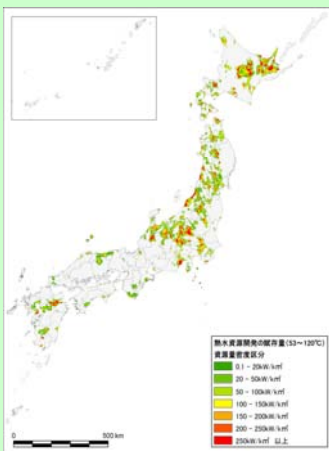 熱水資源開発の賦存量(53～120℃)
資源量密度区分
0.1 - 20kW/k㎡
20 - 50kW/k㎡
50 - 100kW/k㎡
100 - 150kW/k㎡
150 - 200kW/k㎡
200 - 250kW/k㎡
250kW/k㎡ 以上
0
500 km